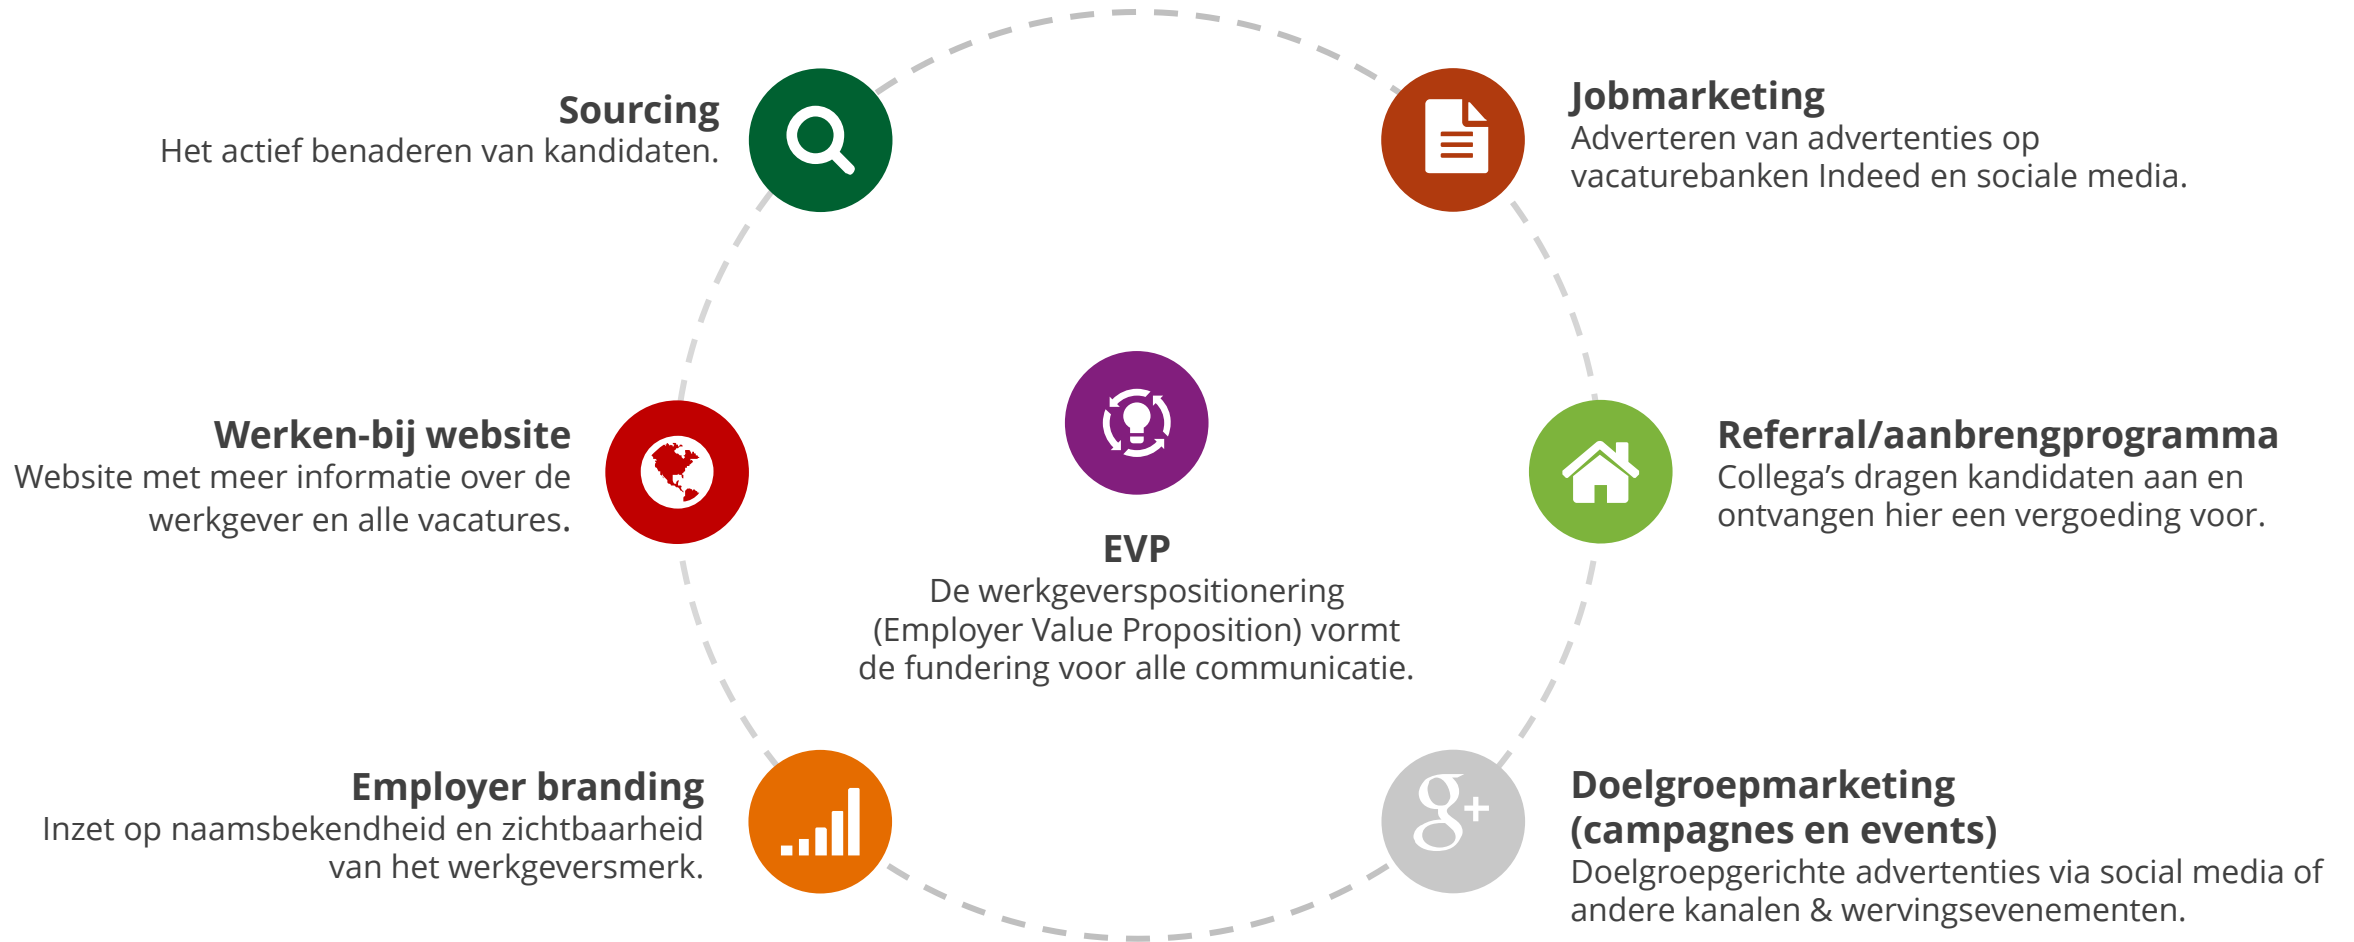 Sourcing
Het actief benaderen van kandidaten.
Jobmarketing
Adverteren van advertenties op
vacaturebanken Indeed en sociale media.
Werken-bij website
Website met meer informatie over de
werkgever en alle vacatures.
EVP
De werkgeverspositionering
(Employer Value Proposition) vormt
de fundering voor alle communicatie.
Referral/aanbrengprogramma
Collega’s dragen kandidaten aan en
ontvangen hier een vergoeding voor.
Employer branding
Inzet op naamsbekendheid en zichtbaarheid
van het werkgeversmerk.
g+
Doelgroepmarketing
(campagnes en events)
Doelgroepgerichte advertenties via social media of
andere kanalen & wervingsevenementen.